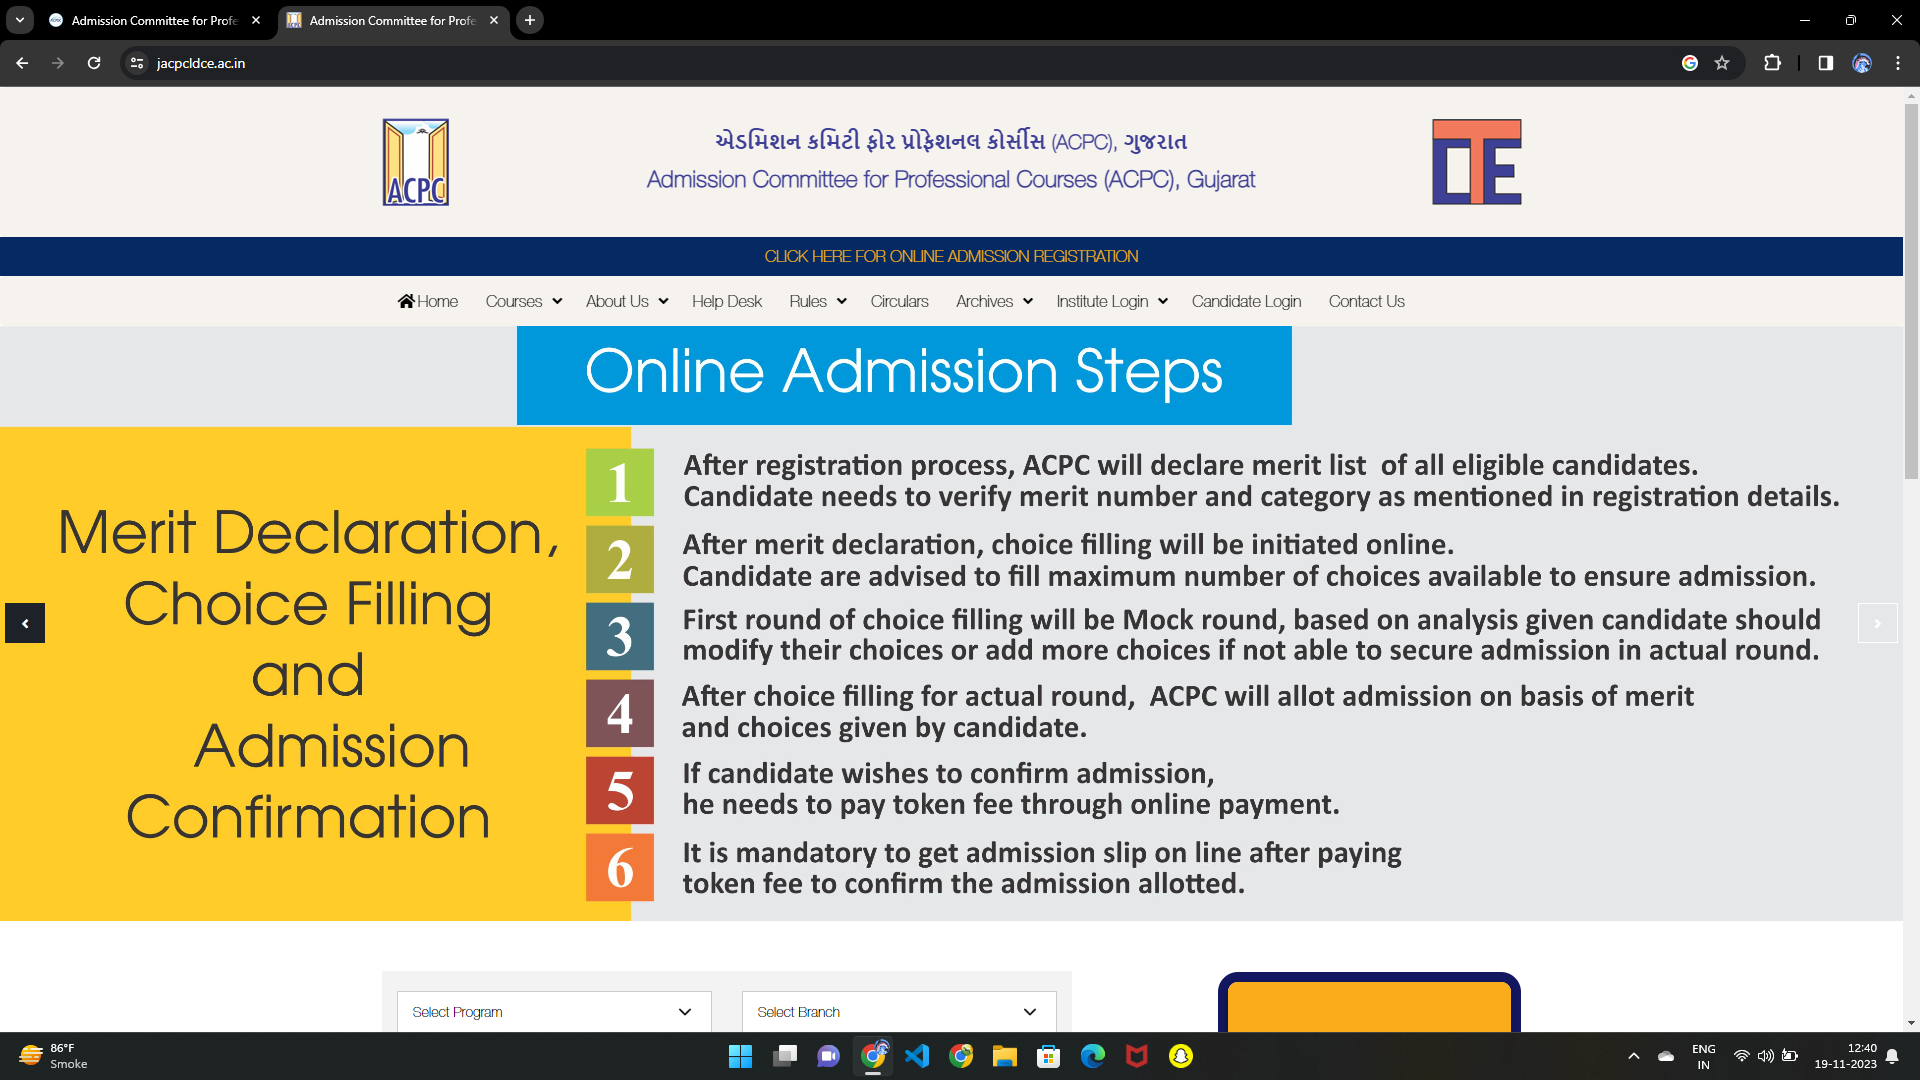 Admission Committee for Profe
Admission Committee for Profe
jacpcldce.ac.in
ACPC
એડમિશન કમિટી ફોર પ્રોફેશનલ કોર્સીસ (ACPC), ગુજરાત
Admission Committee for Professional Courses (ACPC), Gujarat
DTE
CLICK HERE FOR ONLINE ADMISSION REGISTRATION
Home Courses About Us Help Desk Rules Circulars Archives Institute Login Candidate Login Contact Us
Online Admission Steps
Merit Declaration,
Choice Filling
and
Admission
Confirmation
1 After registration process, ACPC will declare merit list of all eligible candidates.
Candidate needs to verify merit number and category as mentioned in registration details.
2 After merit declaration, choice filling will be initiated online.
Candidate are advised to fill maximum number of choices available to ensure admission.
3 First round of choice filling will be Mock round, based on analysis given candidate should
modify their choices or add more choices if not able to secure admission in actual round.
4 After choice filling for actual round, ACPC will allot admission on basis of merit
and choices given by candidate.
5 If candidate wishes to confirm admission,
he needs to pay token fee through online payment.
6 It is mandatory to get admission slip on line after paying
token fee to confirm the admission allotted.
Select Program Select Branch
86°F
Smoke
ENG
IN
12:40
19-11-2023